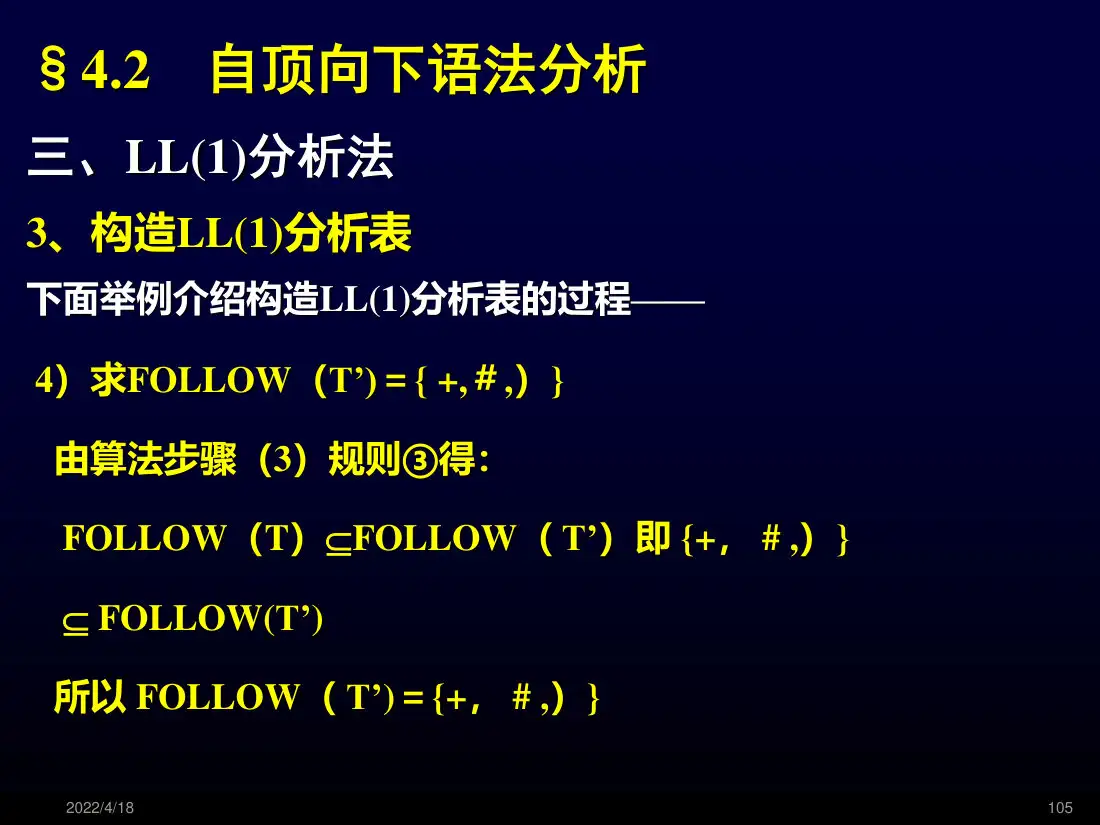 §4.2 自顶向下语法分析
三、LL(1)分析法
3、构造LL(1)分析表
下面举例介绍构造LL(1)分析表的过程——
4）求FOLLOW（T’)＝{ +,＃,）}
由算法步骤（3）规则③得：
FOLLOW（T）⊆FOLLOW（ T’）即 {+， ＃,）}
⊆ FOLLOW(T’)
所以 FOLLOW（ T’)＝{+， ＃,）}
2022/4/18
105